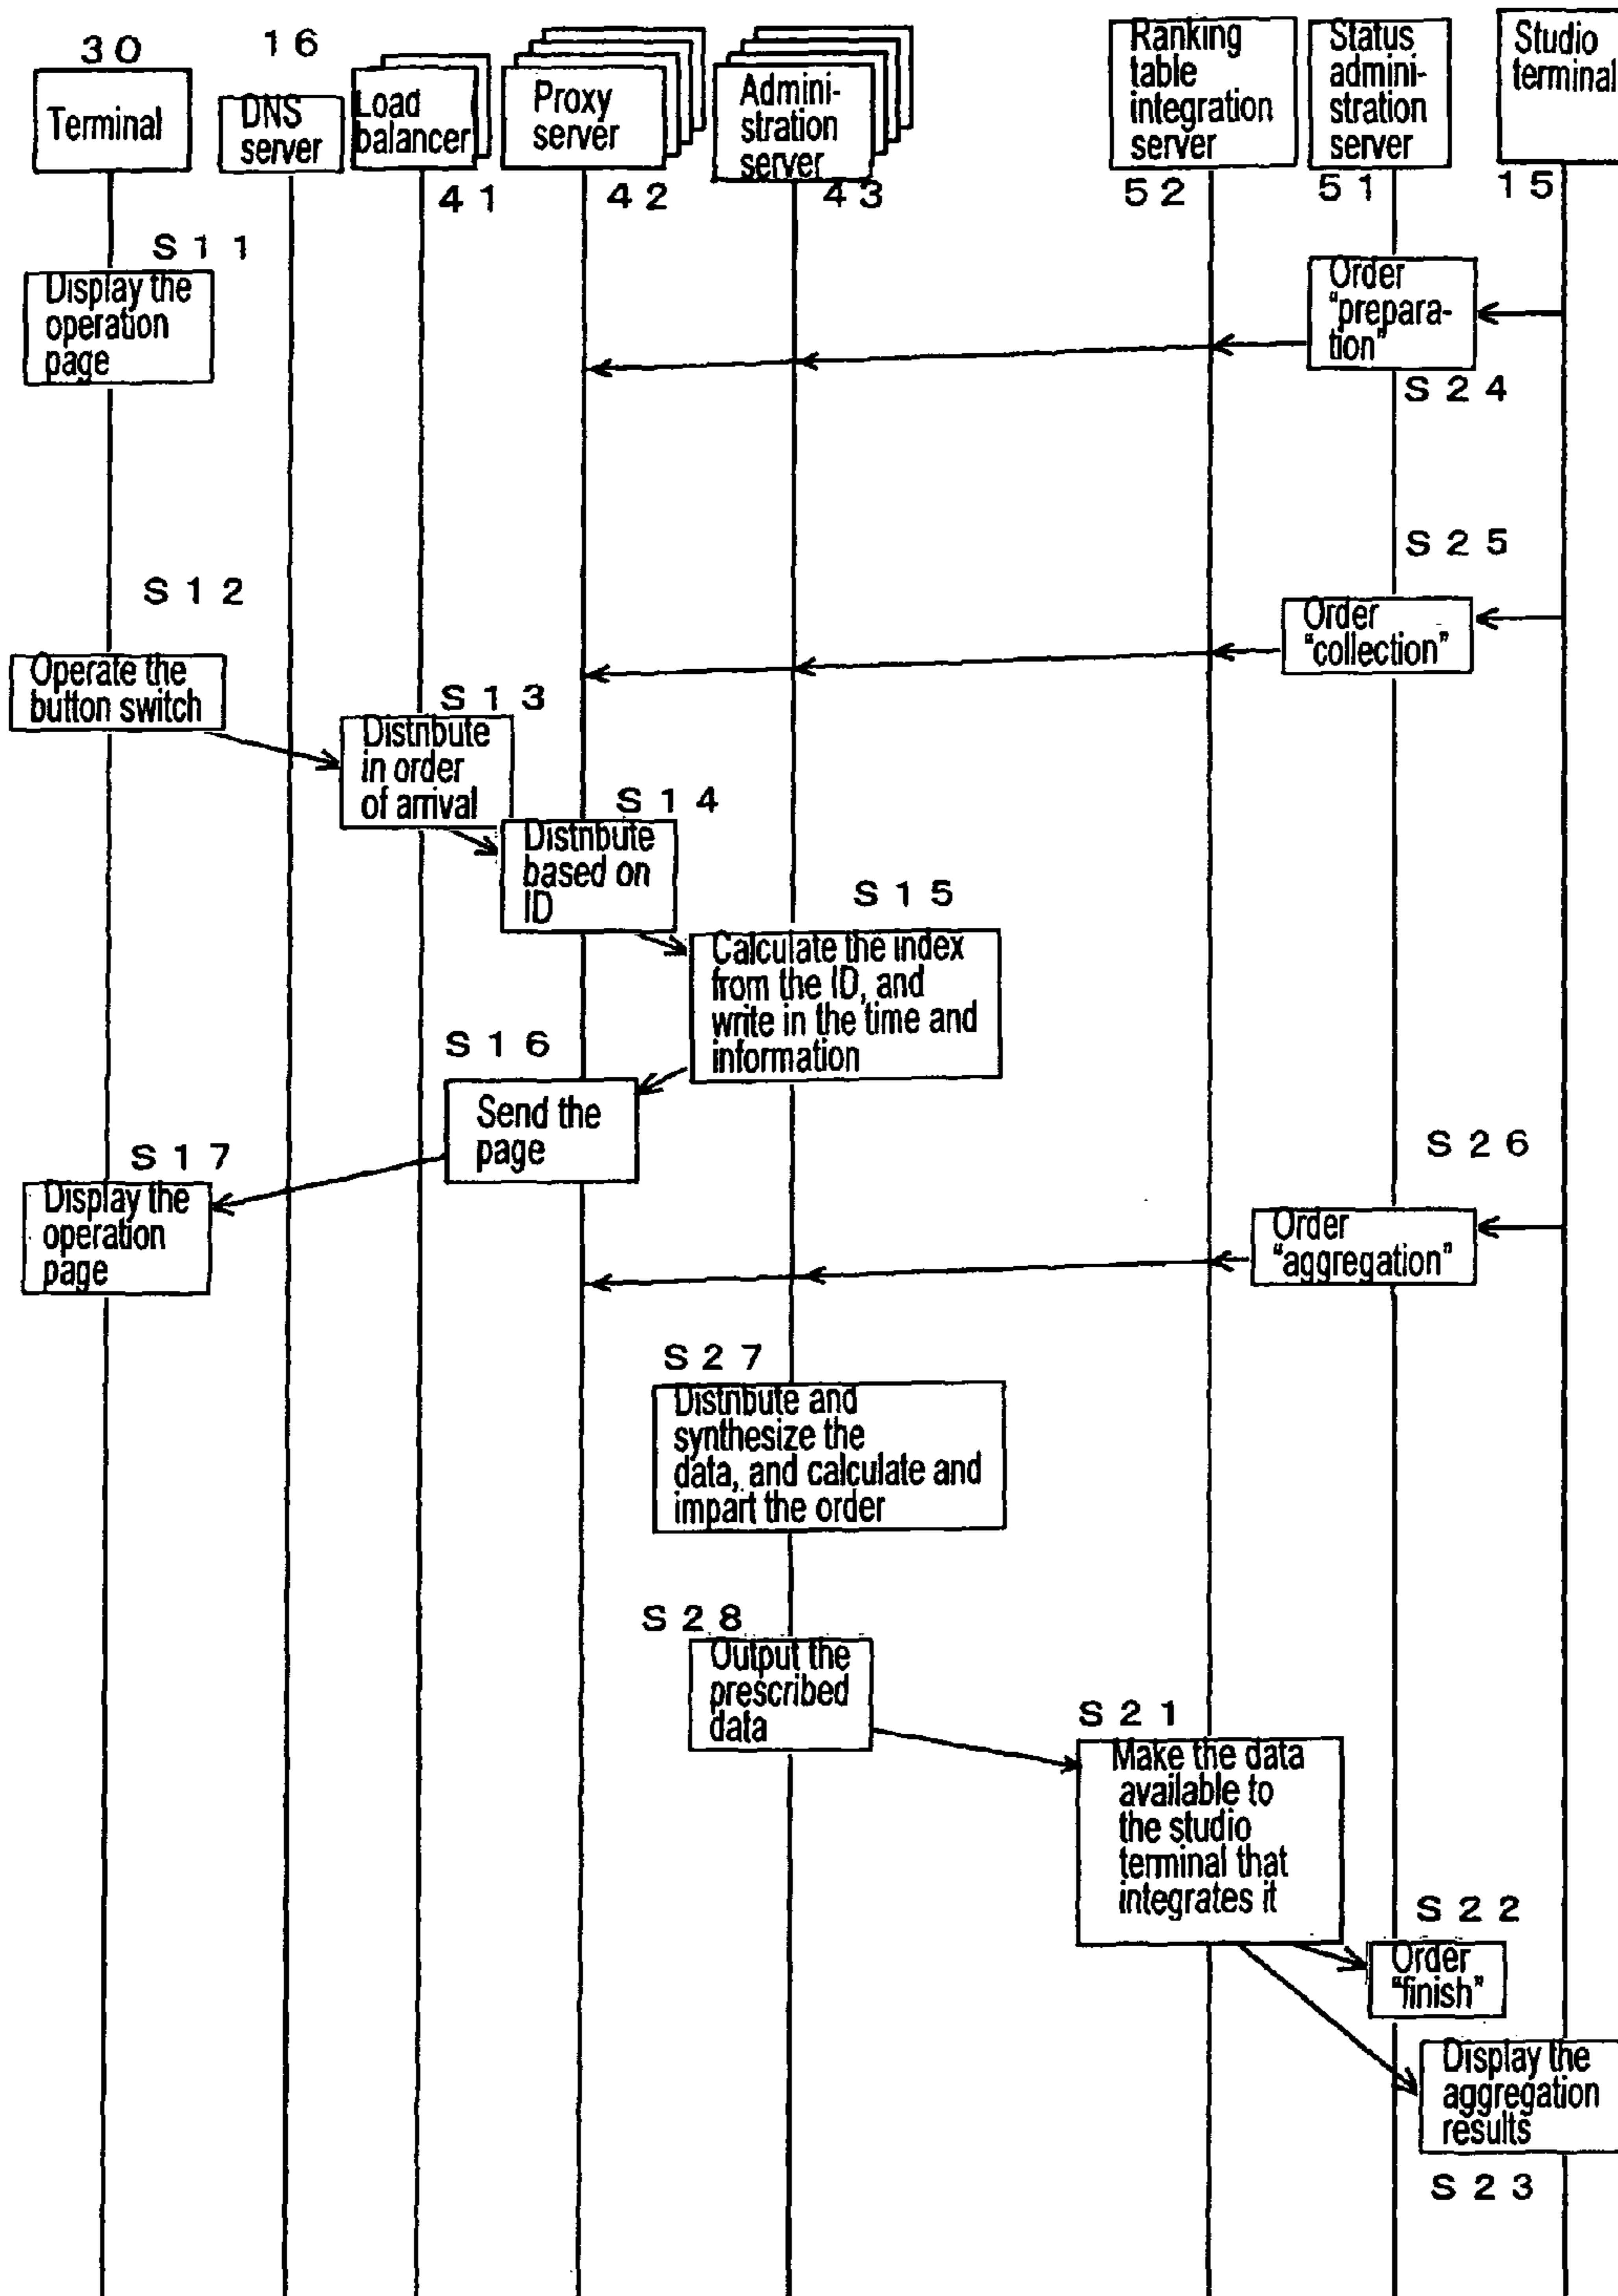 30
Terminal
16
DNS
server
Load
balancer
41
Proxy
server
42
Admini-
stration
server
43
Ranking
table
integration
server
52
Status
admini-
stration
server
51
Studio
terminal
15
S11
Display the
operation
page
Order
“prepara-
tion”
S24
S25
Order
“collection”
S12
Operate the
button switch
S13
Distribute
in order
of arrival
S14
Distribute
based on
ID
S15
Calculate the index
from the ID, and
write in the time and
information
S16
Send the
page
S17
Display the
operation
page
S26
Order
“aggregation”
S27
Distribute and
synthesize the
data, and calculate and
impart the order
S28
Output the
prescribed
data
S21
Make the data
available to
the studio
terminal that
integrates it
S22
Order
“finish”
Display the
aggregation
results
S23